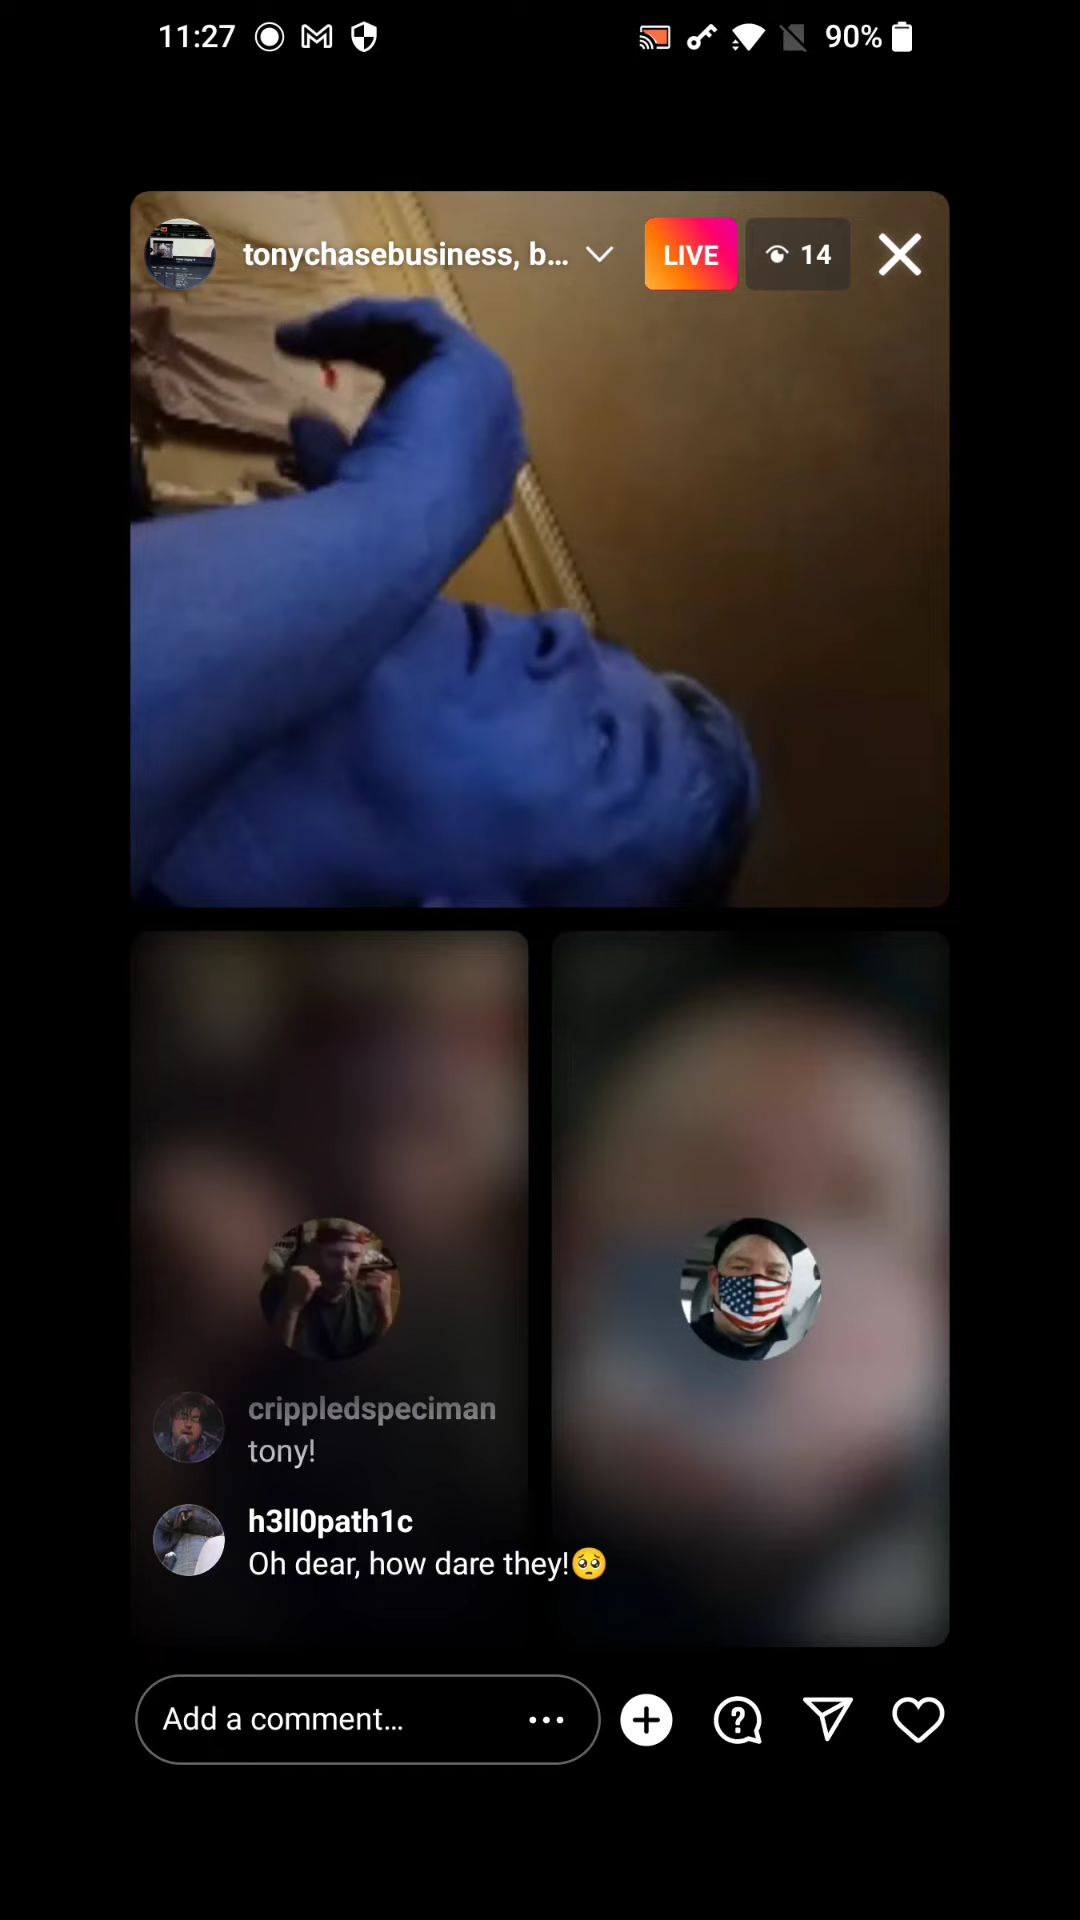 11:27
90%
tonychasebusiness, b...
LIVE
14
crippledspeciman
tony!
h3ll0path1c
Oh dear, how dare they!🥺
Add a comment...